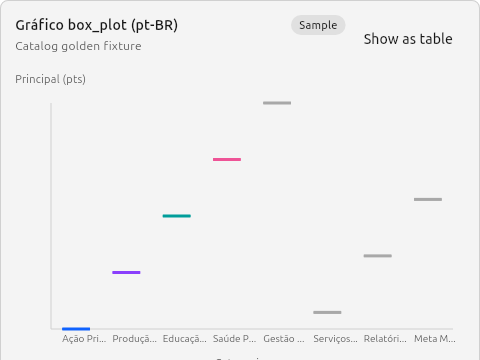 Gráfico box_plot (pt-BR)
Sample
Show as table
Catalog golden fixture
Principal (pts)
Ação Pri... Produçã... Educaçã... Saúde P... Gestão ... Serviços... Relatóri... Meta M...